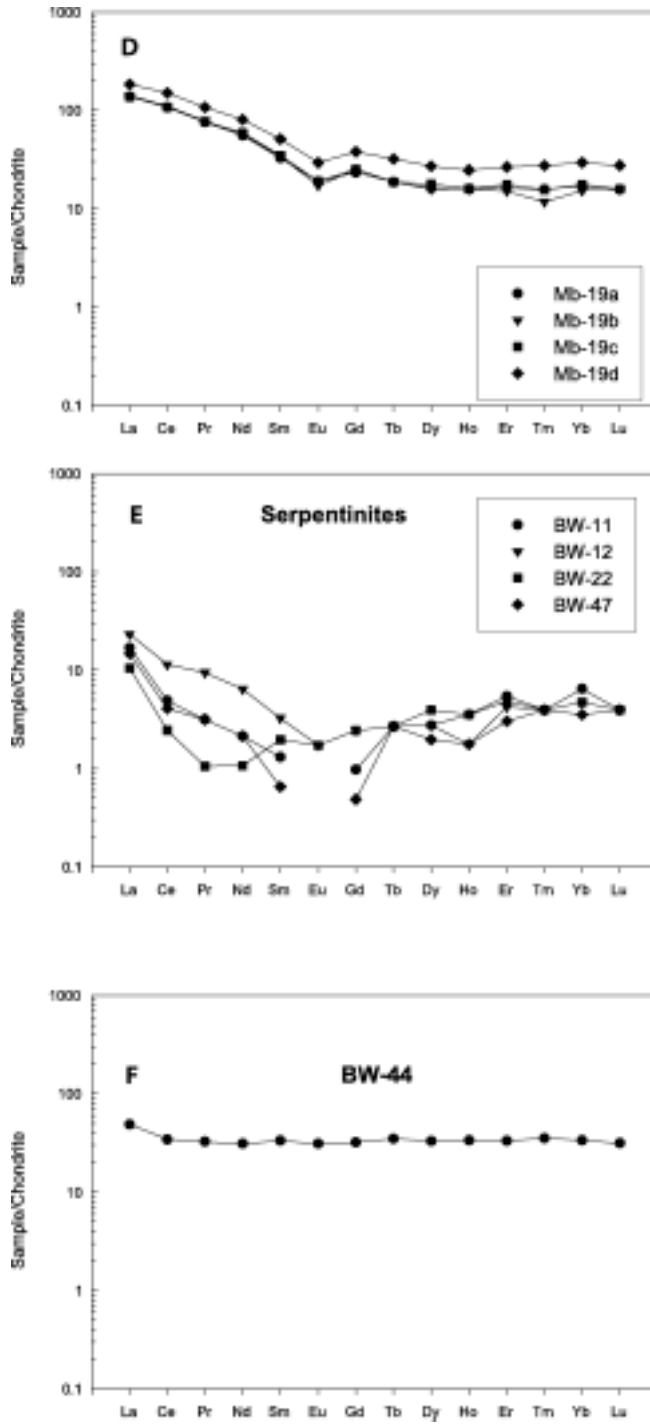 1000
D
100
10
1
0.1
Sample/Chondrite
Mb-19a
Mb-19b
Mb-19c
Mb-19d
La Ce Pr Nd Sm Eu Gd Tb Dy Ho Er Tm Yb Lu
1000
E Serpentinites
100
10
1
0.1
Sample/Chondrite
BW-11
BW-12
BW-22
BW-47
La Ce Pr Nd Sm Eu Gd Tb Dy Ho Er Tm Yb Lu
1000
F BW-44
100
10
1
0.1
Sample/Chondrite
La Ce Pr Nd Sm Eu Gd Tb Dy Ho Er Tm Yb Lu